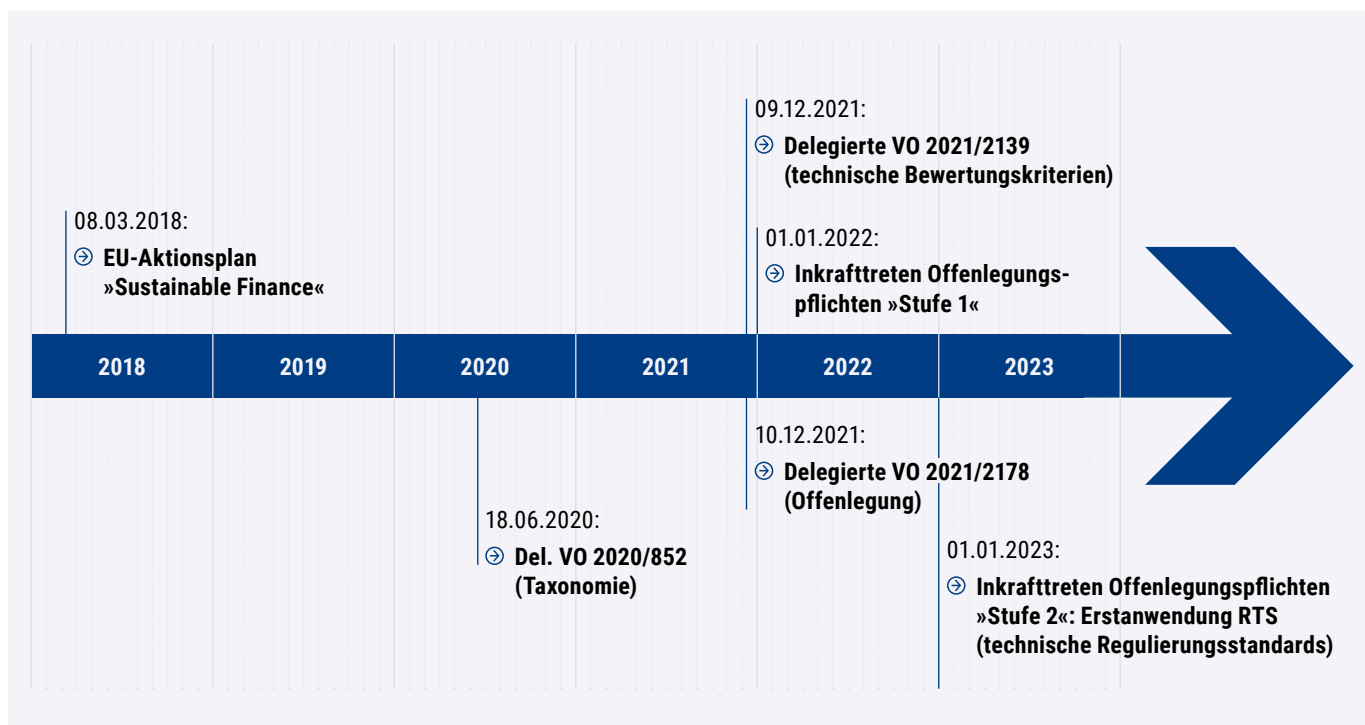 09.12.2021:
Delegierte VO 2021/2139
(technische Bewertungskriterien)
08.03.2018:
EU-Aktionsplan
»Sustainable Finance«
01.01.2022:
Inkrafttreten Offenlegungs-
pflichten »Stufe 1«
2018 2019 2020 2021 2022 2023
10.12.2021:
Delegierte VO 2021/2178
(Offenlegung)
18.06.2020:
Del. VO 2020/852
(Taxonomie)
01.01.2023:
Inkrafttreten Offenlegungspflichten
»Stufe 2«: Erstanwendung RTS
(technische Regulierungsstandards)